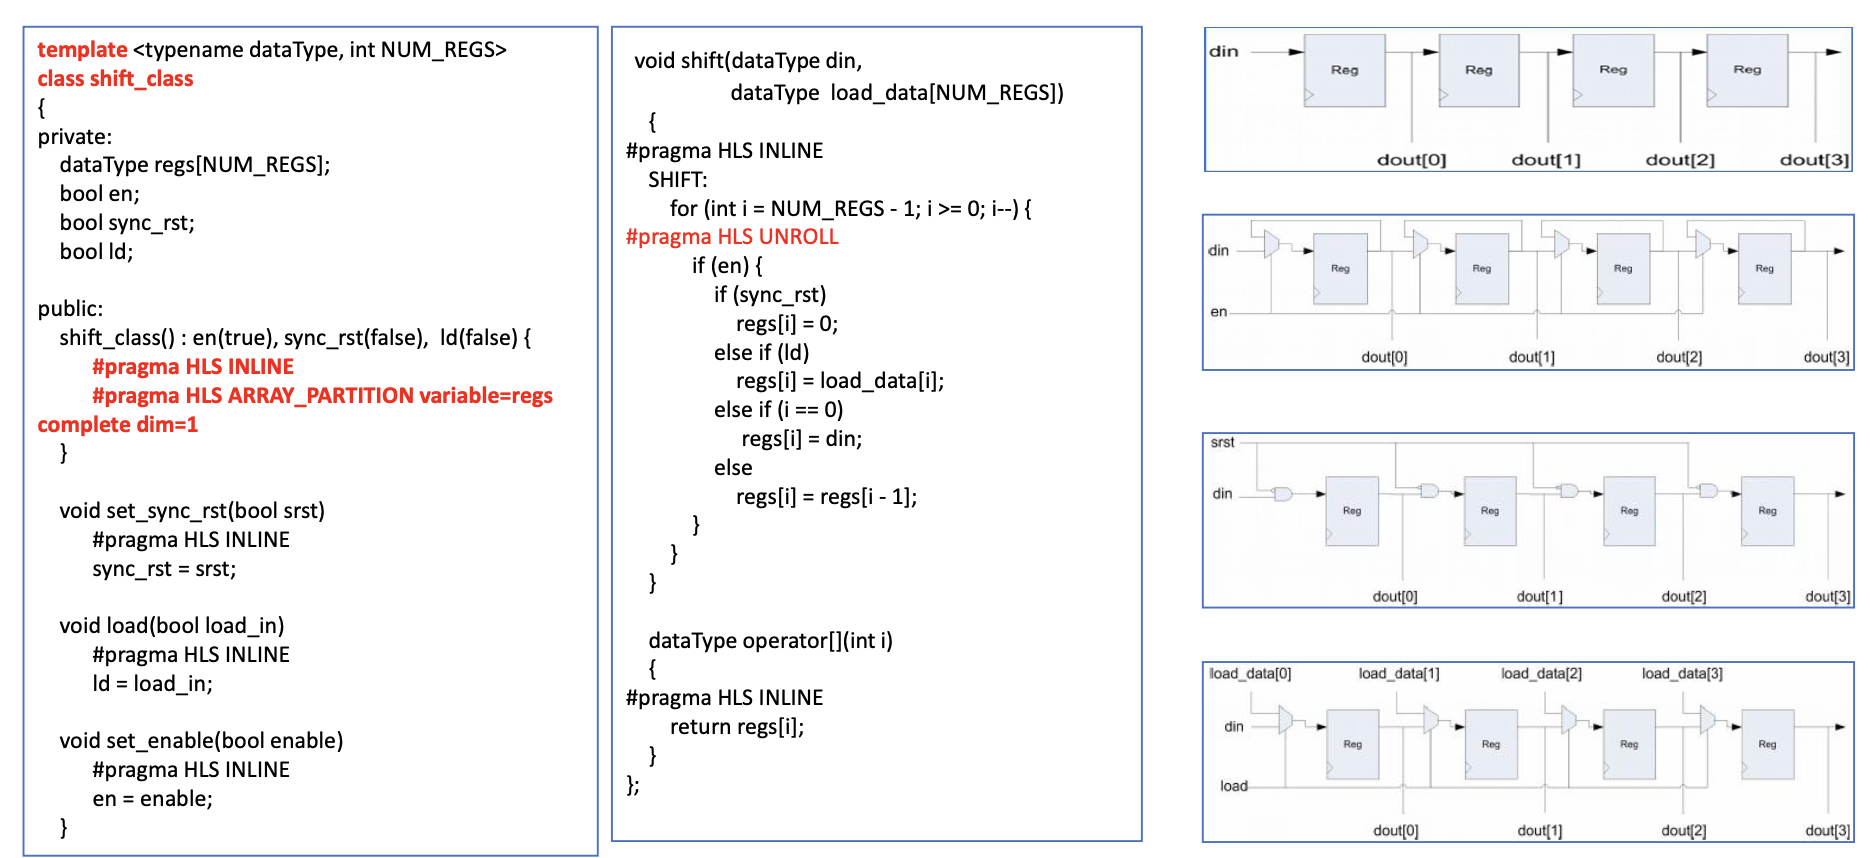 template <typename dataType, int NUM_REGS>
class shift_class
{
private:
dataType regs[NUM_REGS];
bool en;
bool sync_rst;
bool ld;
public:
shift_class() : en(true), sync_rst(false), ld(false) {
#pragma HLS INLINE
#pragma HLS ARRAY_PARTITION variable=regs
complete dim=1
}
void set_sync_rst(bool srst)
#pragma HLS INLINE
sync_rst = srst;
void load(bool load_in)
#pragma HLS INLINE
ld = load_in;
void set_enable(bool enable)
#pragma HLS INLINE
en = enable;
}
void shift(dataType din,
dataType load_data[NUM_REGS])
{
#pragma HLS INLINE
SHIFT:
for (int i = NUM_REGS - 1; i >= 0; i--) {
#pragma HLS UNROLL
if (en) {
if (sync_rst)
regs[i] = 0;
else if (ld)
regs[i] = load_data[i];
else if (i == 0)
regs[i] = din;
else
regs[i] = regs[i - 1];
}
}
}
dataType operator[](int i)
{
#pragma HLS INLINE
return regs[i];
}
};
din
Reg Reg Reg Reg
dout[0] dout[1] dout[2] dout[3]
din
Reg Reg Reg Reg
en
dout[0] dout[1] dout[2] dout[3]
srst
din
Reg Reg Reg Reg
dout[0] dout[1] dout[2] dout[3]
load_data[0] load_data[1] load_data[2] load_data[3]
din
Reg Reg Reg Reg
load
dout[0] dout[1] dout[2] dout[3]